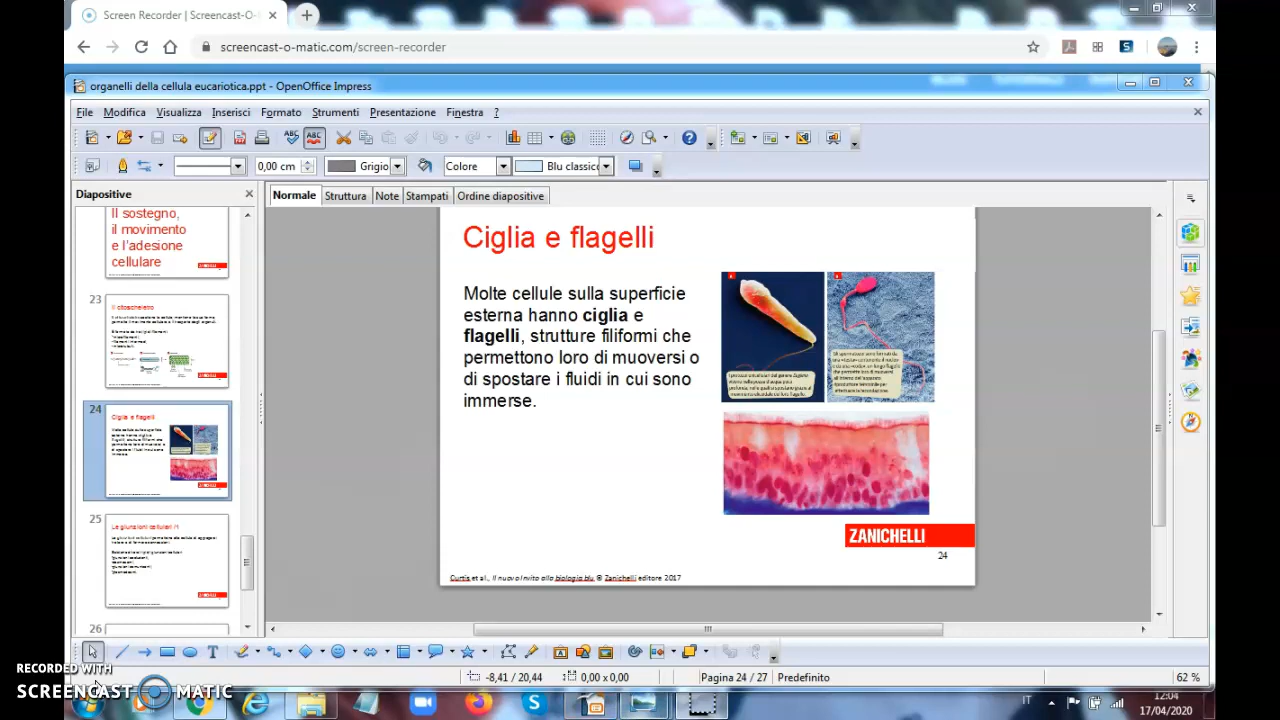 Screen Recorder | Screencast-O-
screencast-o-matic.com/screen-recorder
organelli della cellula eucariotica.ppt - OpenOffice Impress
File Modifica Visualizza Inserisci Formato Strumenti Presentazione Finestra ?
0,00 cm Grigio Colore Blu classico
Diapositive
Normale Struttura Note Stampati Ordine diapositive
Il sostegno,
il movimento
e l'adesione
cellulare
ZANICHELLI
23
24
Ciglia e flagelli
25
Le giunzioni cellulari /1
26
Ciglia e flagelli
Molte cellule sulla superficie
esterna hanno ciglia e
flagelli, strutture filiformi che
permettono loro di muoversi o
di spostare i fluidi in cui sono
immerse.
ZANICHELLI
24
Curtis et al., Il nuovo Invito alla biologia.blu © Zanichelli editore 2017
-8,41 / 20,44 0,00 x 0,00 Pagina 24 / 27 Predefinito 62 %
RECORDED WITH
SCREENCAST MATIC
IT
12:04
17/04/2020